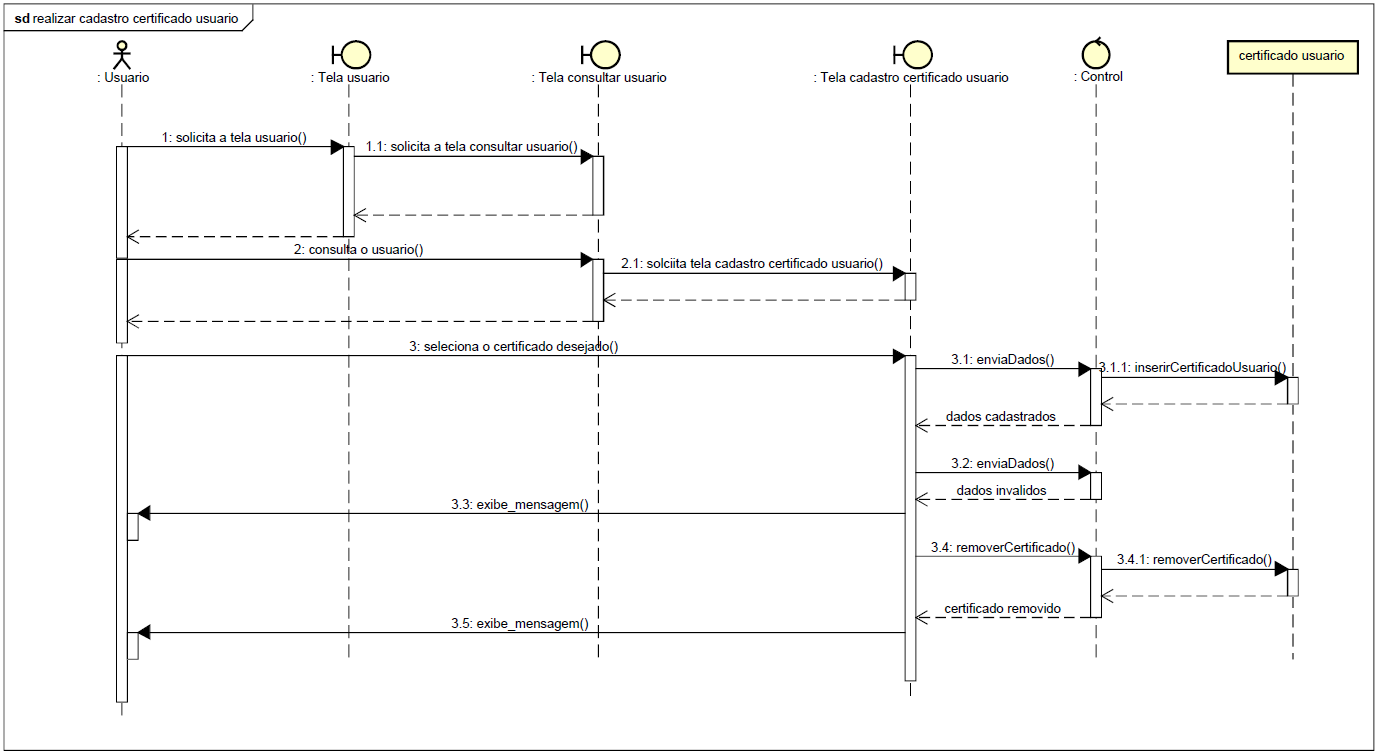 sd realizar cadastro certificado usuario
: Usuario
: Tela usuario
: Tela consultar usuario
: Tela cadastro certificado usuario
: Control
certificado usuario
1: solicita a tela usuario()
1.1: solicita a tela consultar usuario()
2: consulta o usuario()
2.1: solciita tela cadastro certificado usuario()
3: seleciona o certificado desejado()
3.1: enviaDados()
3.1.1: inserirCertificadoUsuario()
dados cadastrados
3.2: enviaDados()
dados invalidos
3.3: exibe_mensagem()
3.4: removerCertificado()
3.4.1: removerCertificado()
certificado removido
3.5: exibe_mensagem()